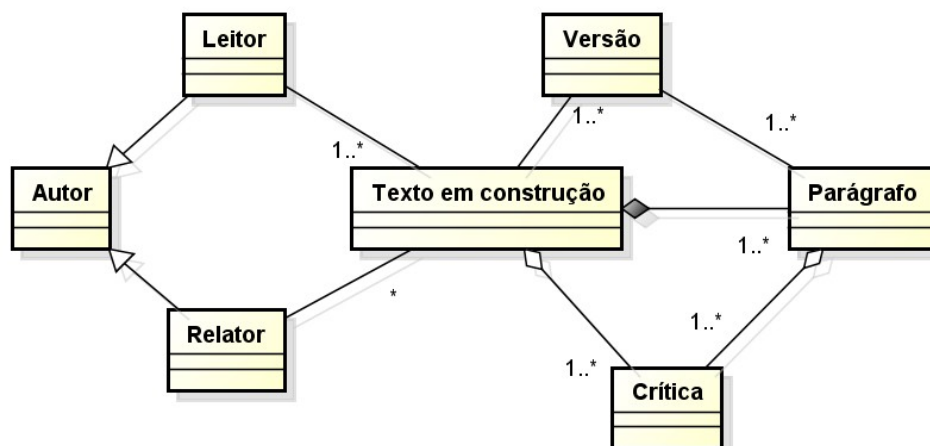 Leitor
Versão
1..*
1..*
1..*
Autor
Texto em construção
Parágrafo
1..*
*
Relator
1..*
1..*
Crítica